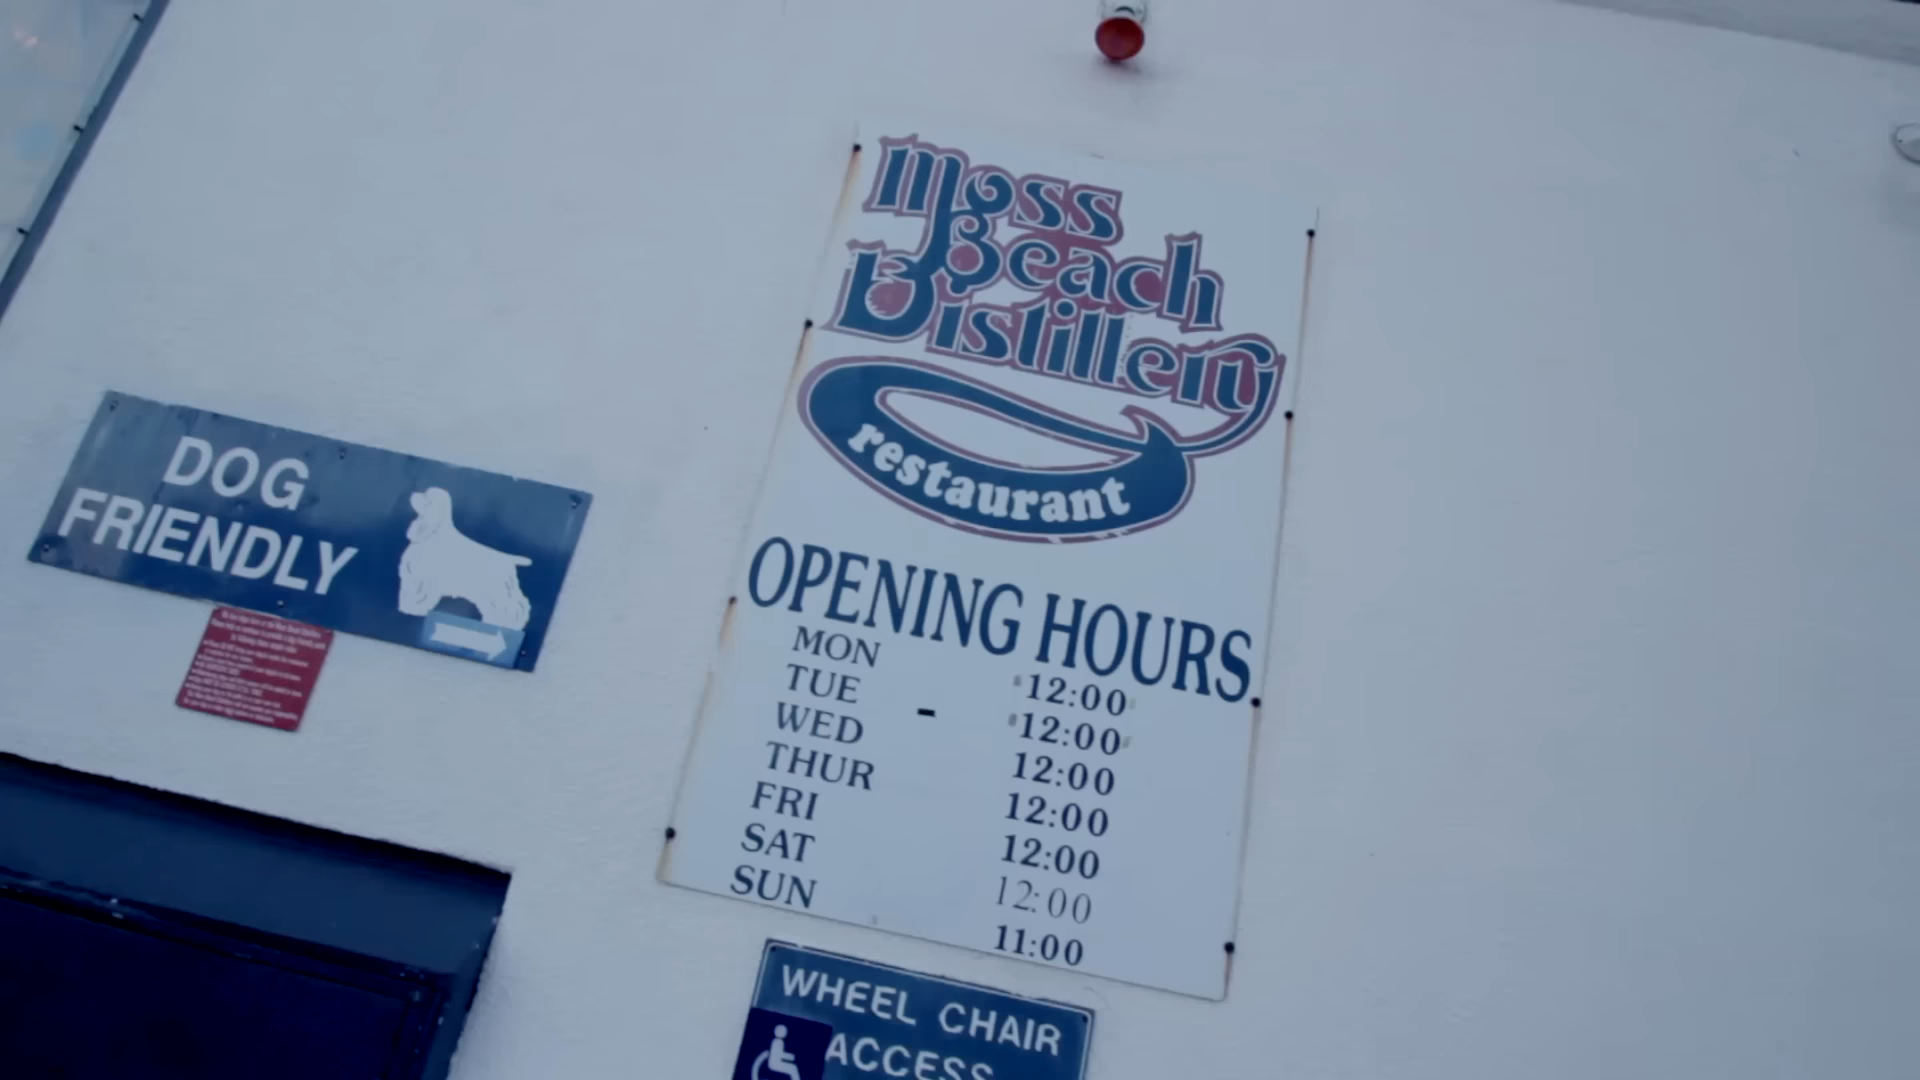 Moss
Beach
Distillery
restaurant
OPENING HOURS
MON 12:00
TUE - 12:00
WED 12:00
THUR 12:00
FRI 12:00
SAT 12:00
SUN 11:00
DOG
FRIENDLY
WHEEL CHAIR
ACCESS